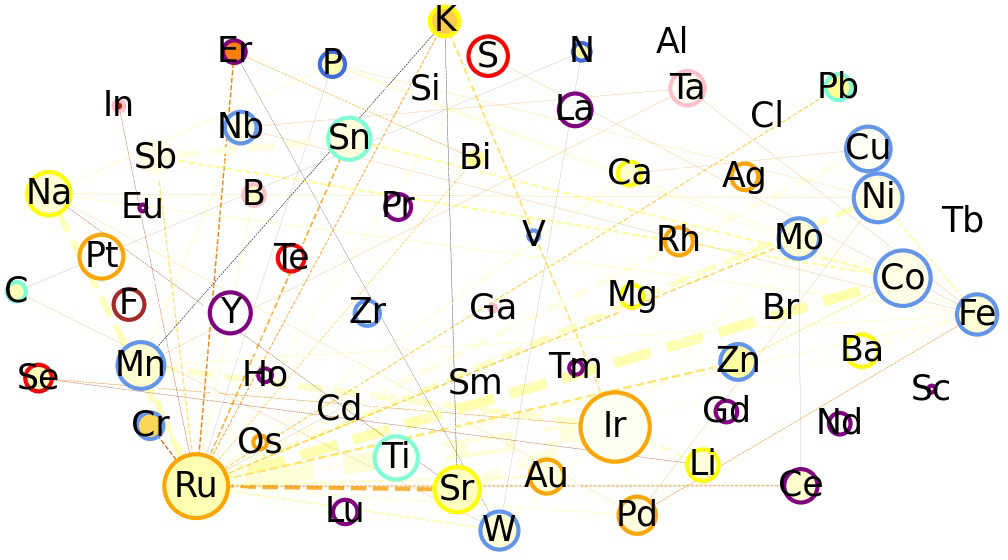 K
S
Al
Er
P
N
Si
Ta
Pb
In
La
Cl
Nb
Sn
Cu
Sb
Bi
Ca
Ag
Na
Eu
B
Pr
Ni
Tb
V
Rh
Mo
Pt
Te
Co
C
F
Y
Zr
Ga
Mg
Br
Fe
Mn
Ho
Tm
Zn
Ba
Se
Sm
Sc
Cd
Cr
Os
Ir
Gd
Nd
Ti
Li
Ru
Sr
Au
Ce
Lu
W
Pd